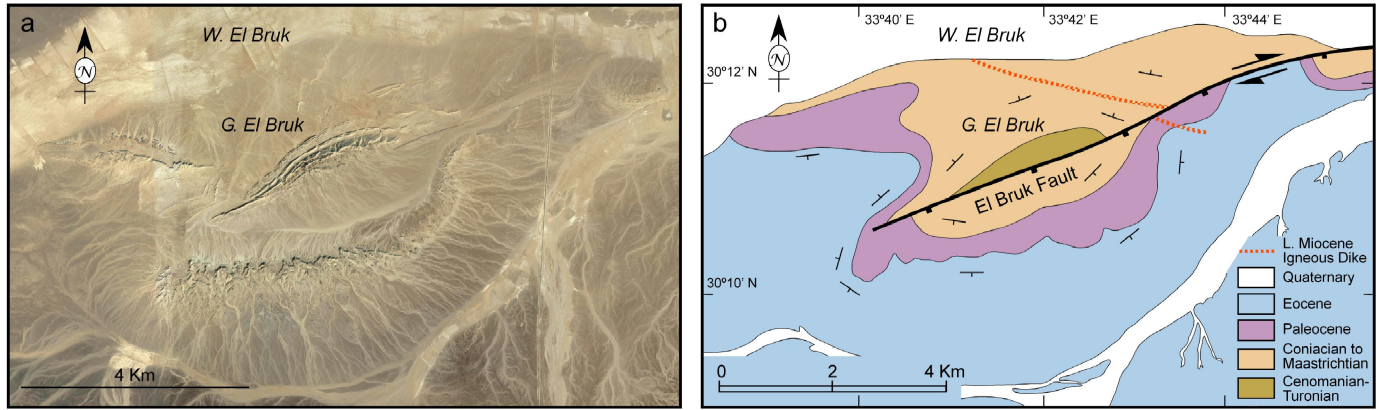 a
W. El Bruk
N
G. El Bruk
4 Km
b
33º40' E
33º42' E
33º44' E
W. El Bruk
N
30º12' N
G. El Bruk
El Bruk Fault
30º10' N
L. Miocene
Igneous Dike
Quaternary
Eocene
Paleocene
Coniacian to
Maastrichtian
Cenomanian-
Turonian
0
2
4 Km